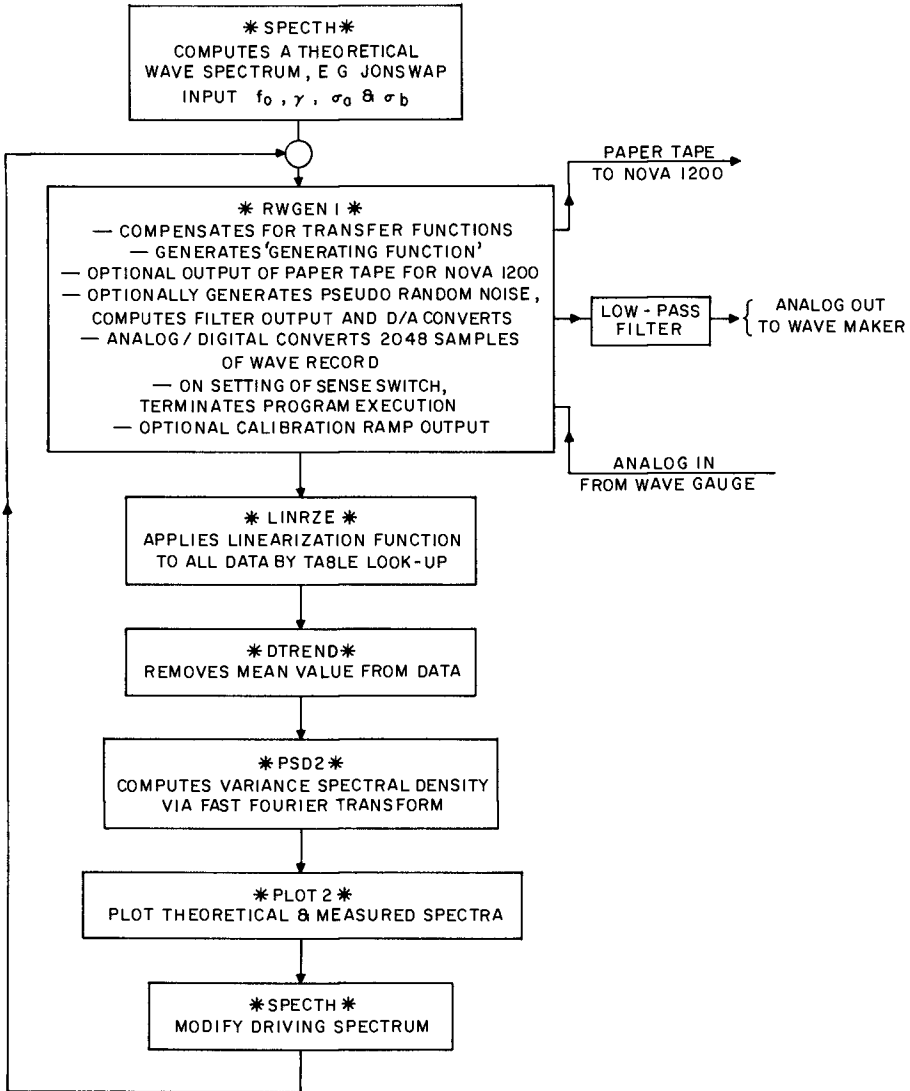 * SPECTH *
COMPUTES A THEORETICAL
WAVE SPECTRUM, E G JONSWAP
INPUT f₀, γ, σa & σb
PAPER TAPE
TO NOVA 1200
* RWGEN I *
— COMPENSATES FOR TRANSFER FUNCTIONS
— GENERATES 'GENERATING FUNCTION'
— OPTIONAL OUTPUT OF PAPER TAPE FOR NOVA 1200
— OPTIONALLY GENERATES PSEUDO RANDOM NOISE,
COMPUTES FILTER OUTPUT AND D/A CONVERTS
— ANALOG / DIGITAL CONVERTS 2048 SAMPLES
OF WAVE RECORD
— ON SETTING OF SENSE SWITCH,
TERMINATES PROGRAM EXECUTION
— OPTIONAL CALIBRATION RAMP OUTPUT
LOW - PASS
FILTER
ANALOG OUT
TO WAVE MAKER
ANALOG IN
FROM WAVE GAUGE
* LINRZE *
APPLIES LINEARIZATION FUNCTION
TO ALL DATA BY TABLE LOOK-UP
* DTREND *
REMOVES MEAN VALUE FROM DATA
* PSD2 *
COMPUTES VARIANCE SPECTRAL DENSITY
VIA FAST FOURIER TRANSFORM
* PLOT 2 *
PLOT THEORETICAL & MEASURED SPECTRA
* SPECTH *
MODIFY DRIVING SPECTRUM